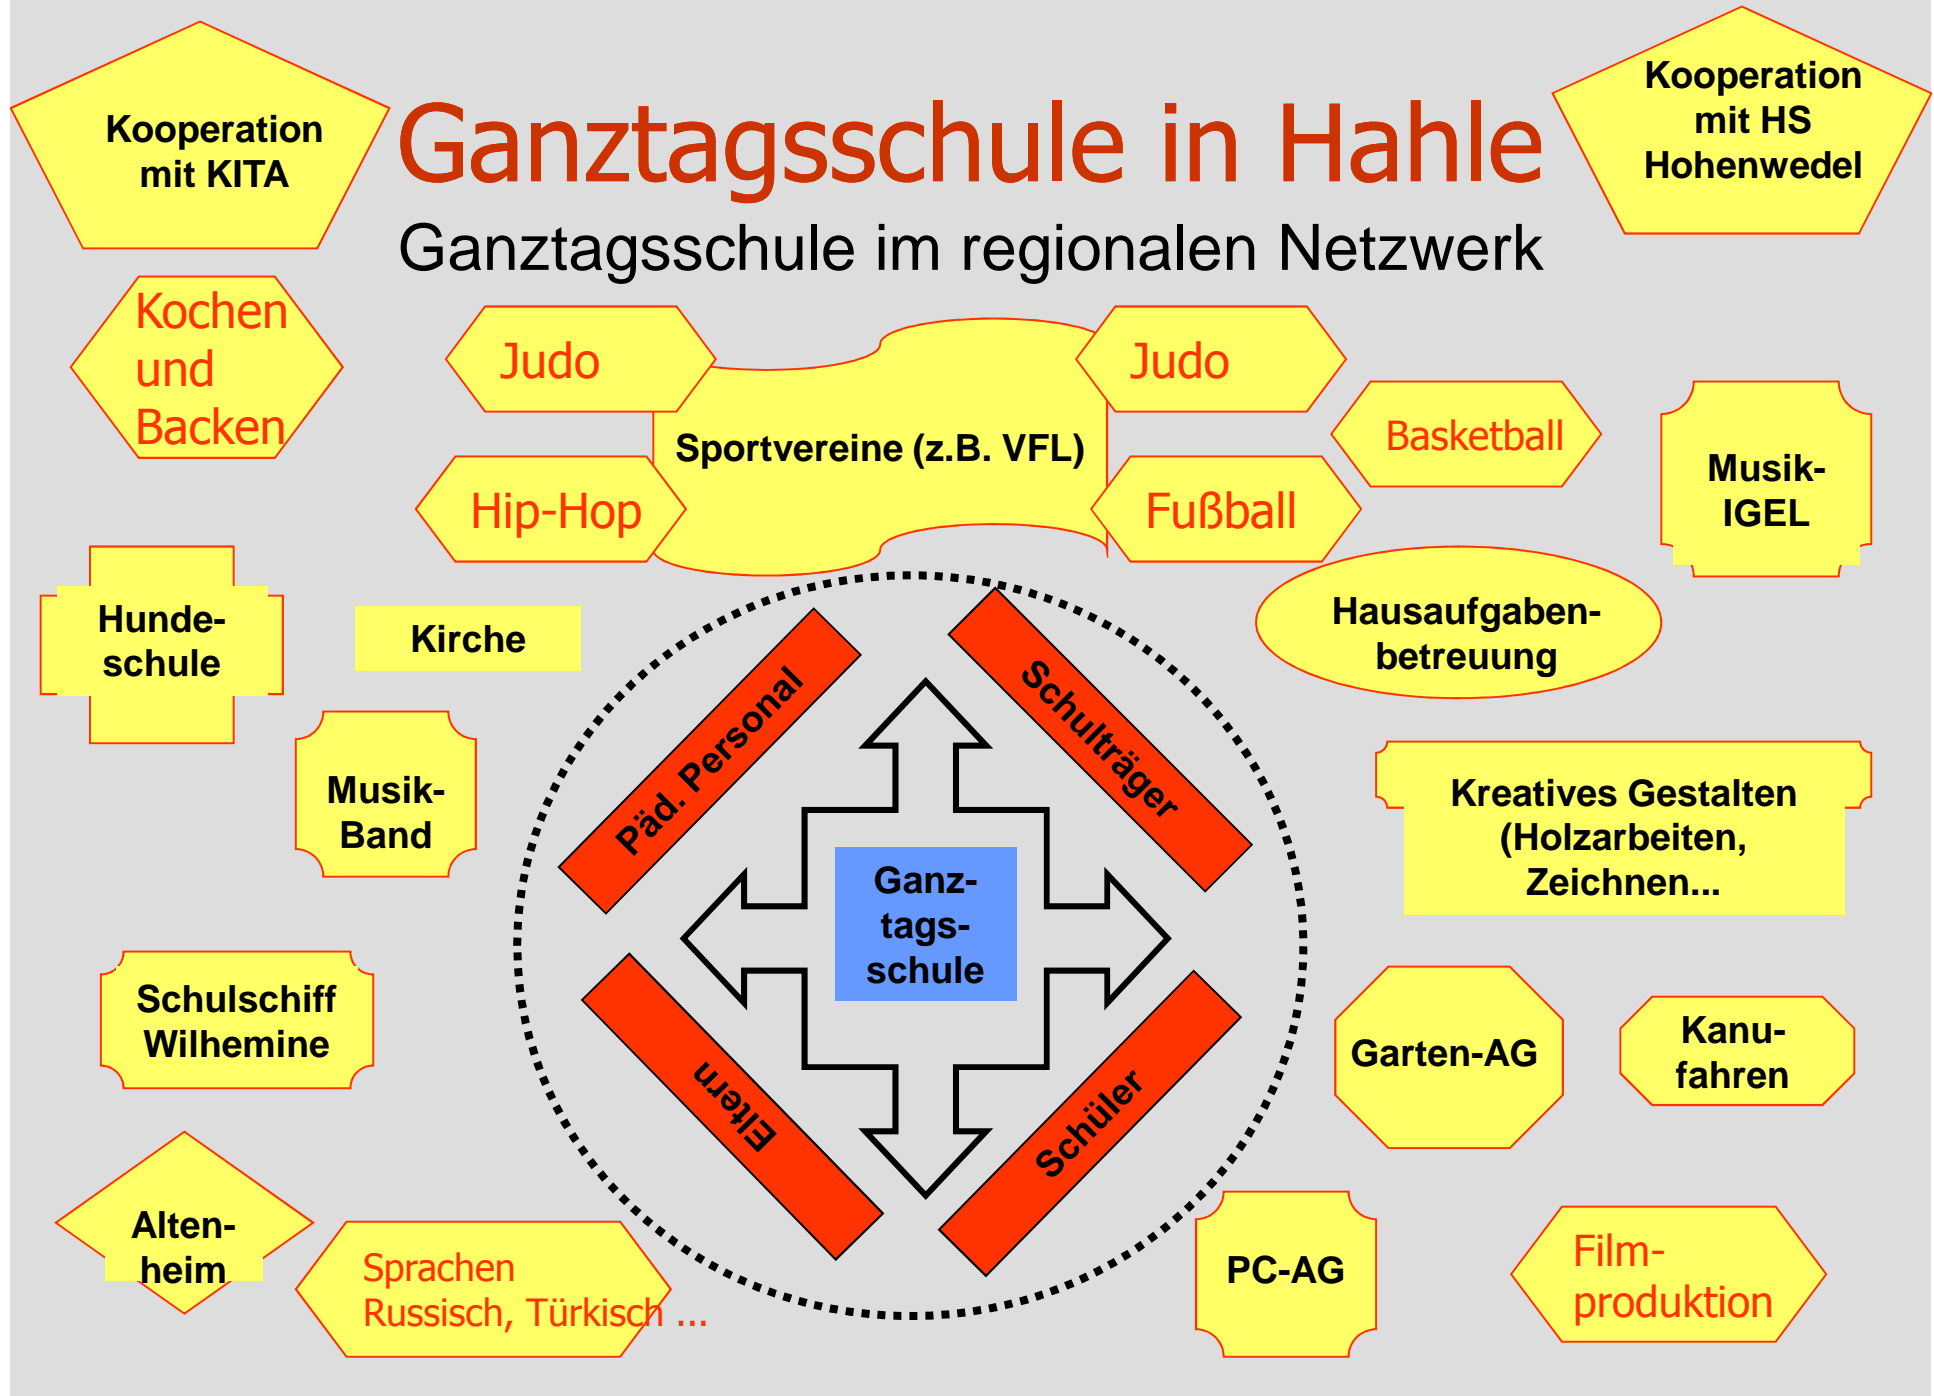 Kooperation
mit KITA
Ganztagsschule in Hahle
Ganztagsschule im regionalen Netzwerk
Kooperation
mit HS
Hohenwedel
Kochen
und
Backen
Judo
Hip-Hop
Sportvereine (z.B. VFL)
Judo
Fußball
Basketball
Musik-
IGEL
Hunde-
schule
Kirche
Hausaufgaben-
betreuung
Musik-
Band
Päd. Personal
Schulträger
Kreatives Gestalten
(Holzarbeiten,
Zeichnen...
Ganz-
tags-
schule
Schulschiff
Wilhemine
Eltern
Schüler
Garten-AG
Kanu-
fahren
Alten-
heim
Sprachen
Russisch, Türkisch ...
PC-AG
Film-
produktion